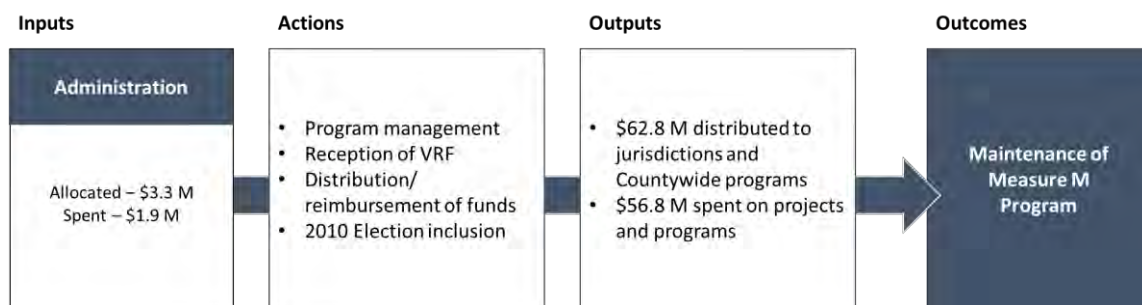 Inputs
Actions
Outputs
Outcomes
Administration
Allocated – $3.3 M
Spent – $1.9 M
• Program management
• Reception of VRF
• Distribution/
reimbursement of funds
• 2010 Election inclusion
• $62.8 M distributed to
jurisdictions and
Countywide programs
• $56.8 M spent on projects
and programs
Maintenance of
Measure M
Program